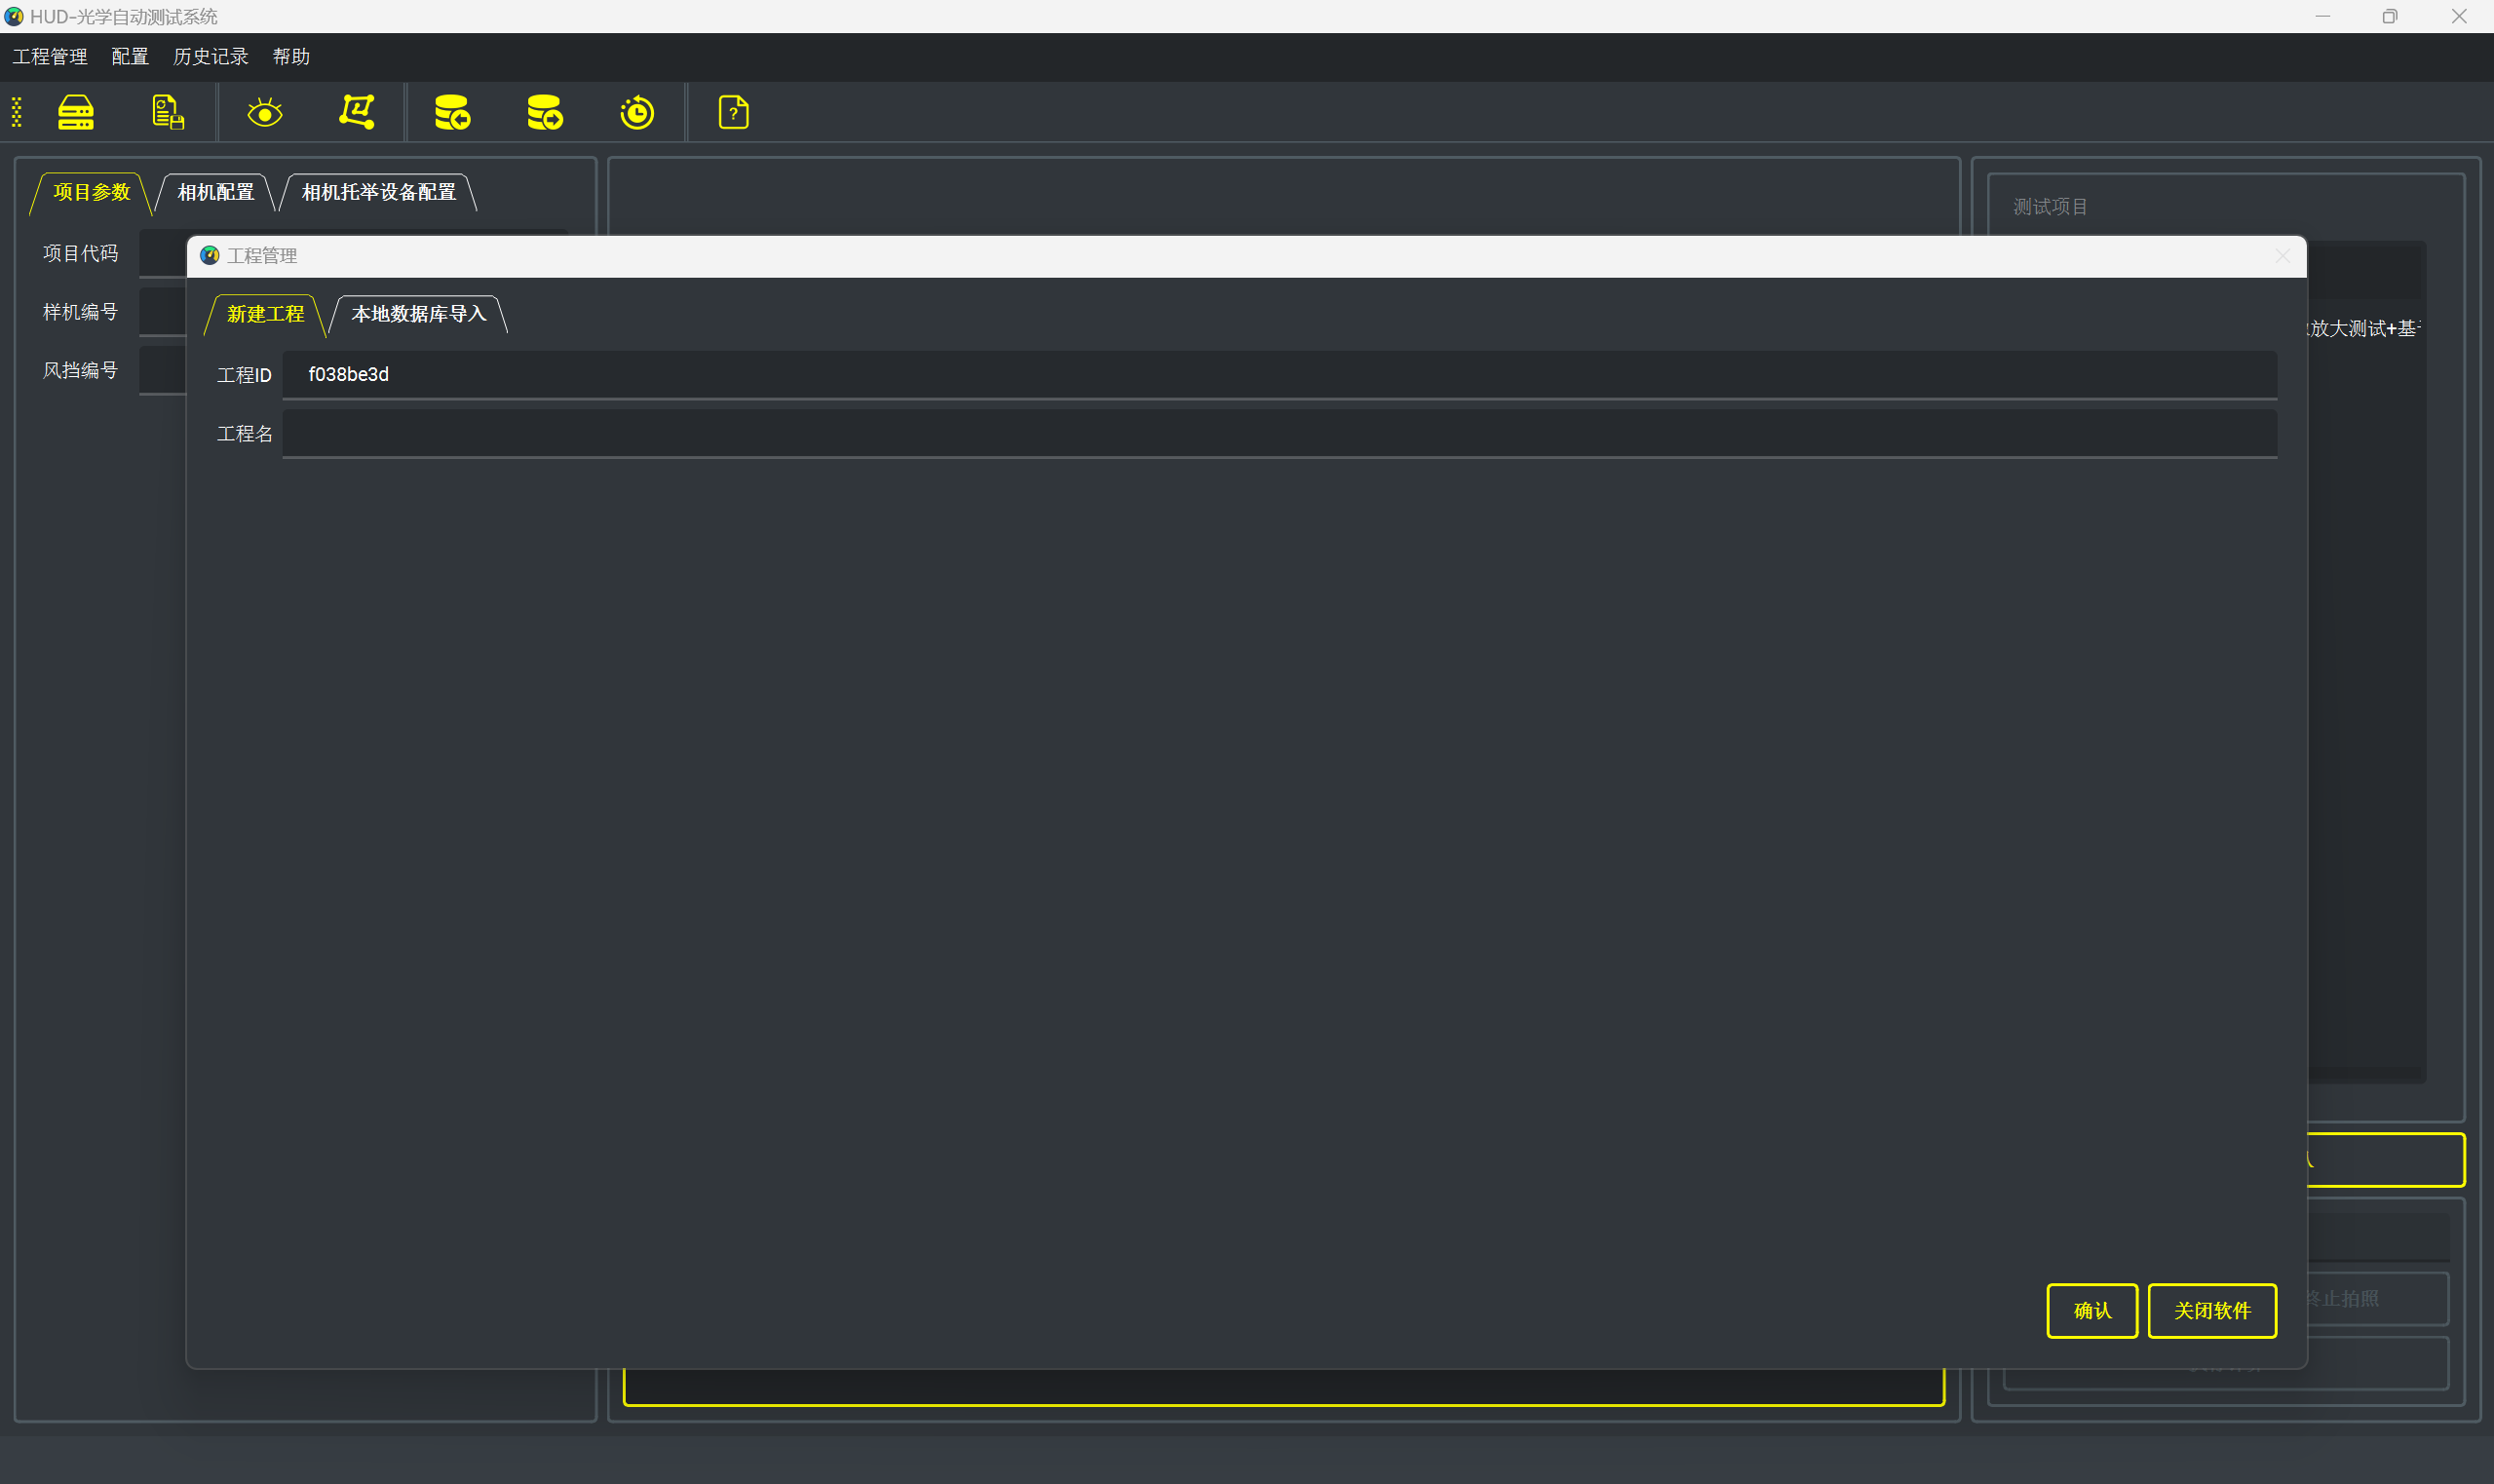 HUD-光学自动测试系统
工程管理 配置 历史记录 帮助
项目参数 相机配置 相机托举设备配置
测试项目
项目代码
样机编号
风挡编号
工程管理
新建工程 本地数据库导入
工程ID f038be3d
工程名
放大测试+基
终止拍照
确认 关闭软件